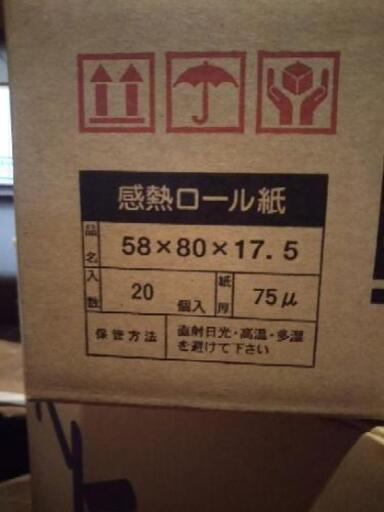 感熱ロール紙
品名 58×80×17.5
入数 20 個入 紙厚 75μ
保管方法 直射日光・高温・多湿
を避けて下さい